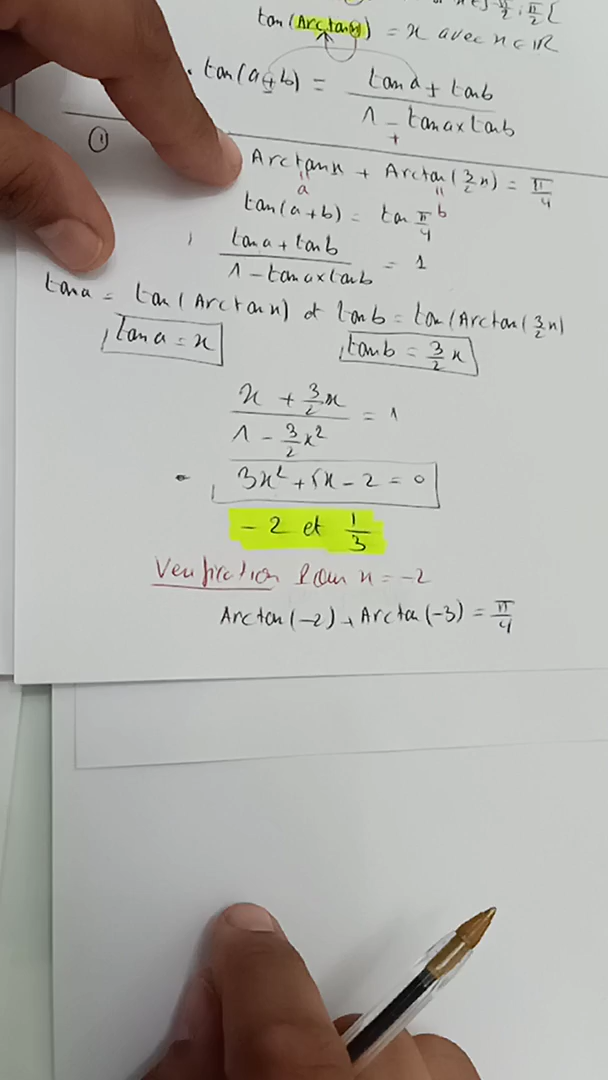 x ∈ ]-π/2 ; π/2[
tan(Arctan x) = x avec x ∈ ℝ
. tan(a±b) = (tan a + tan b)/(1 - tan a x tan b)
+
①
Arctan x + Arctan(3/2 x) = π/4
a
b
tan(a+b) = tan π/4
(tan a + tan b)/(1 - tan a x tan b) = 1
tan a = tan(Arctan x) et tan b = tan(Arctan(3/2 x)
tan a = x
tan b = 3/2 x
(x + 3/2 x)/(1 - 3/2 x²) = 1
3x² + 5x - 2 = 0
-2 et 1/3
Verification Pour x = -2
Arctan(-2) + Arctan(-3) = π/4